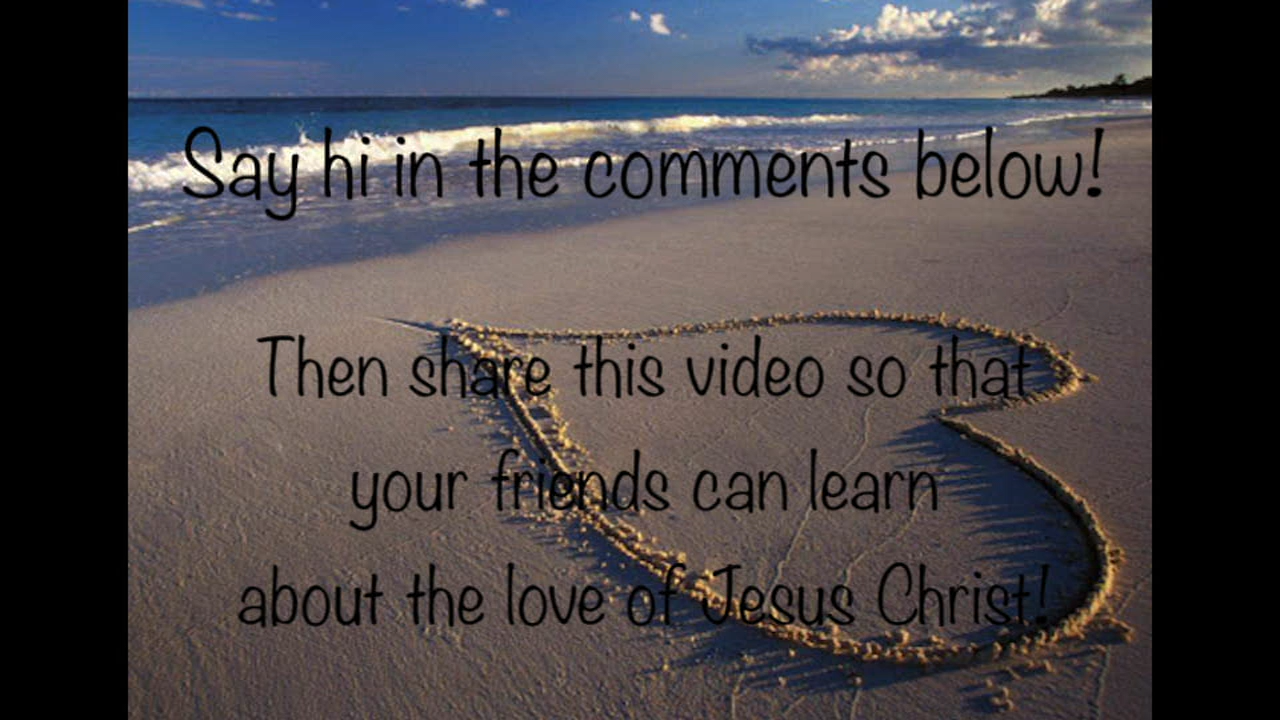 Say hi in the comments below!
Then share this video so that
your friends can learn
about the love of Jesus Christ!